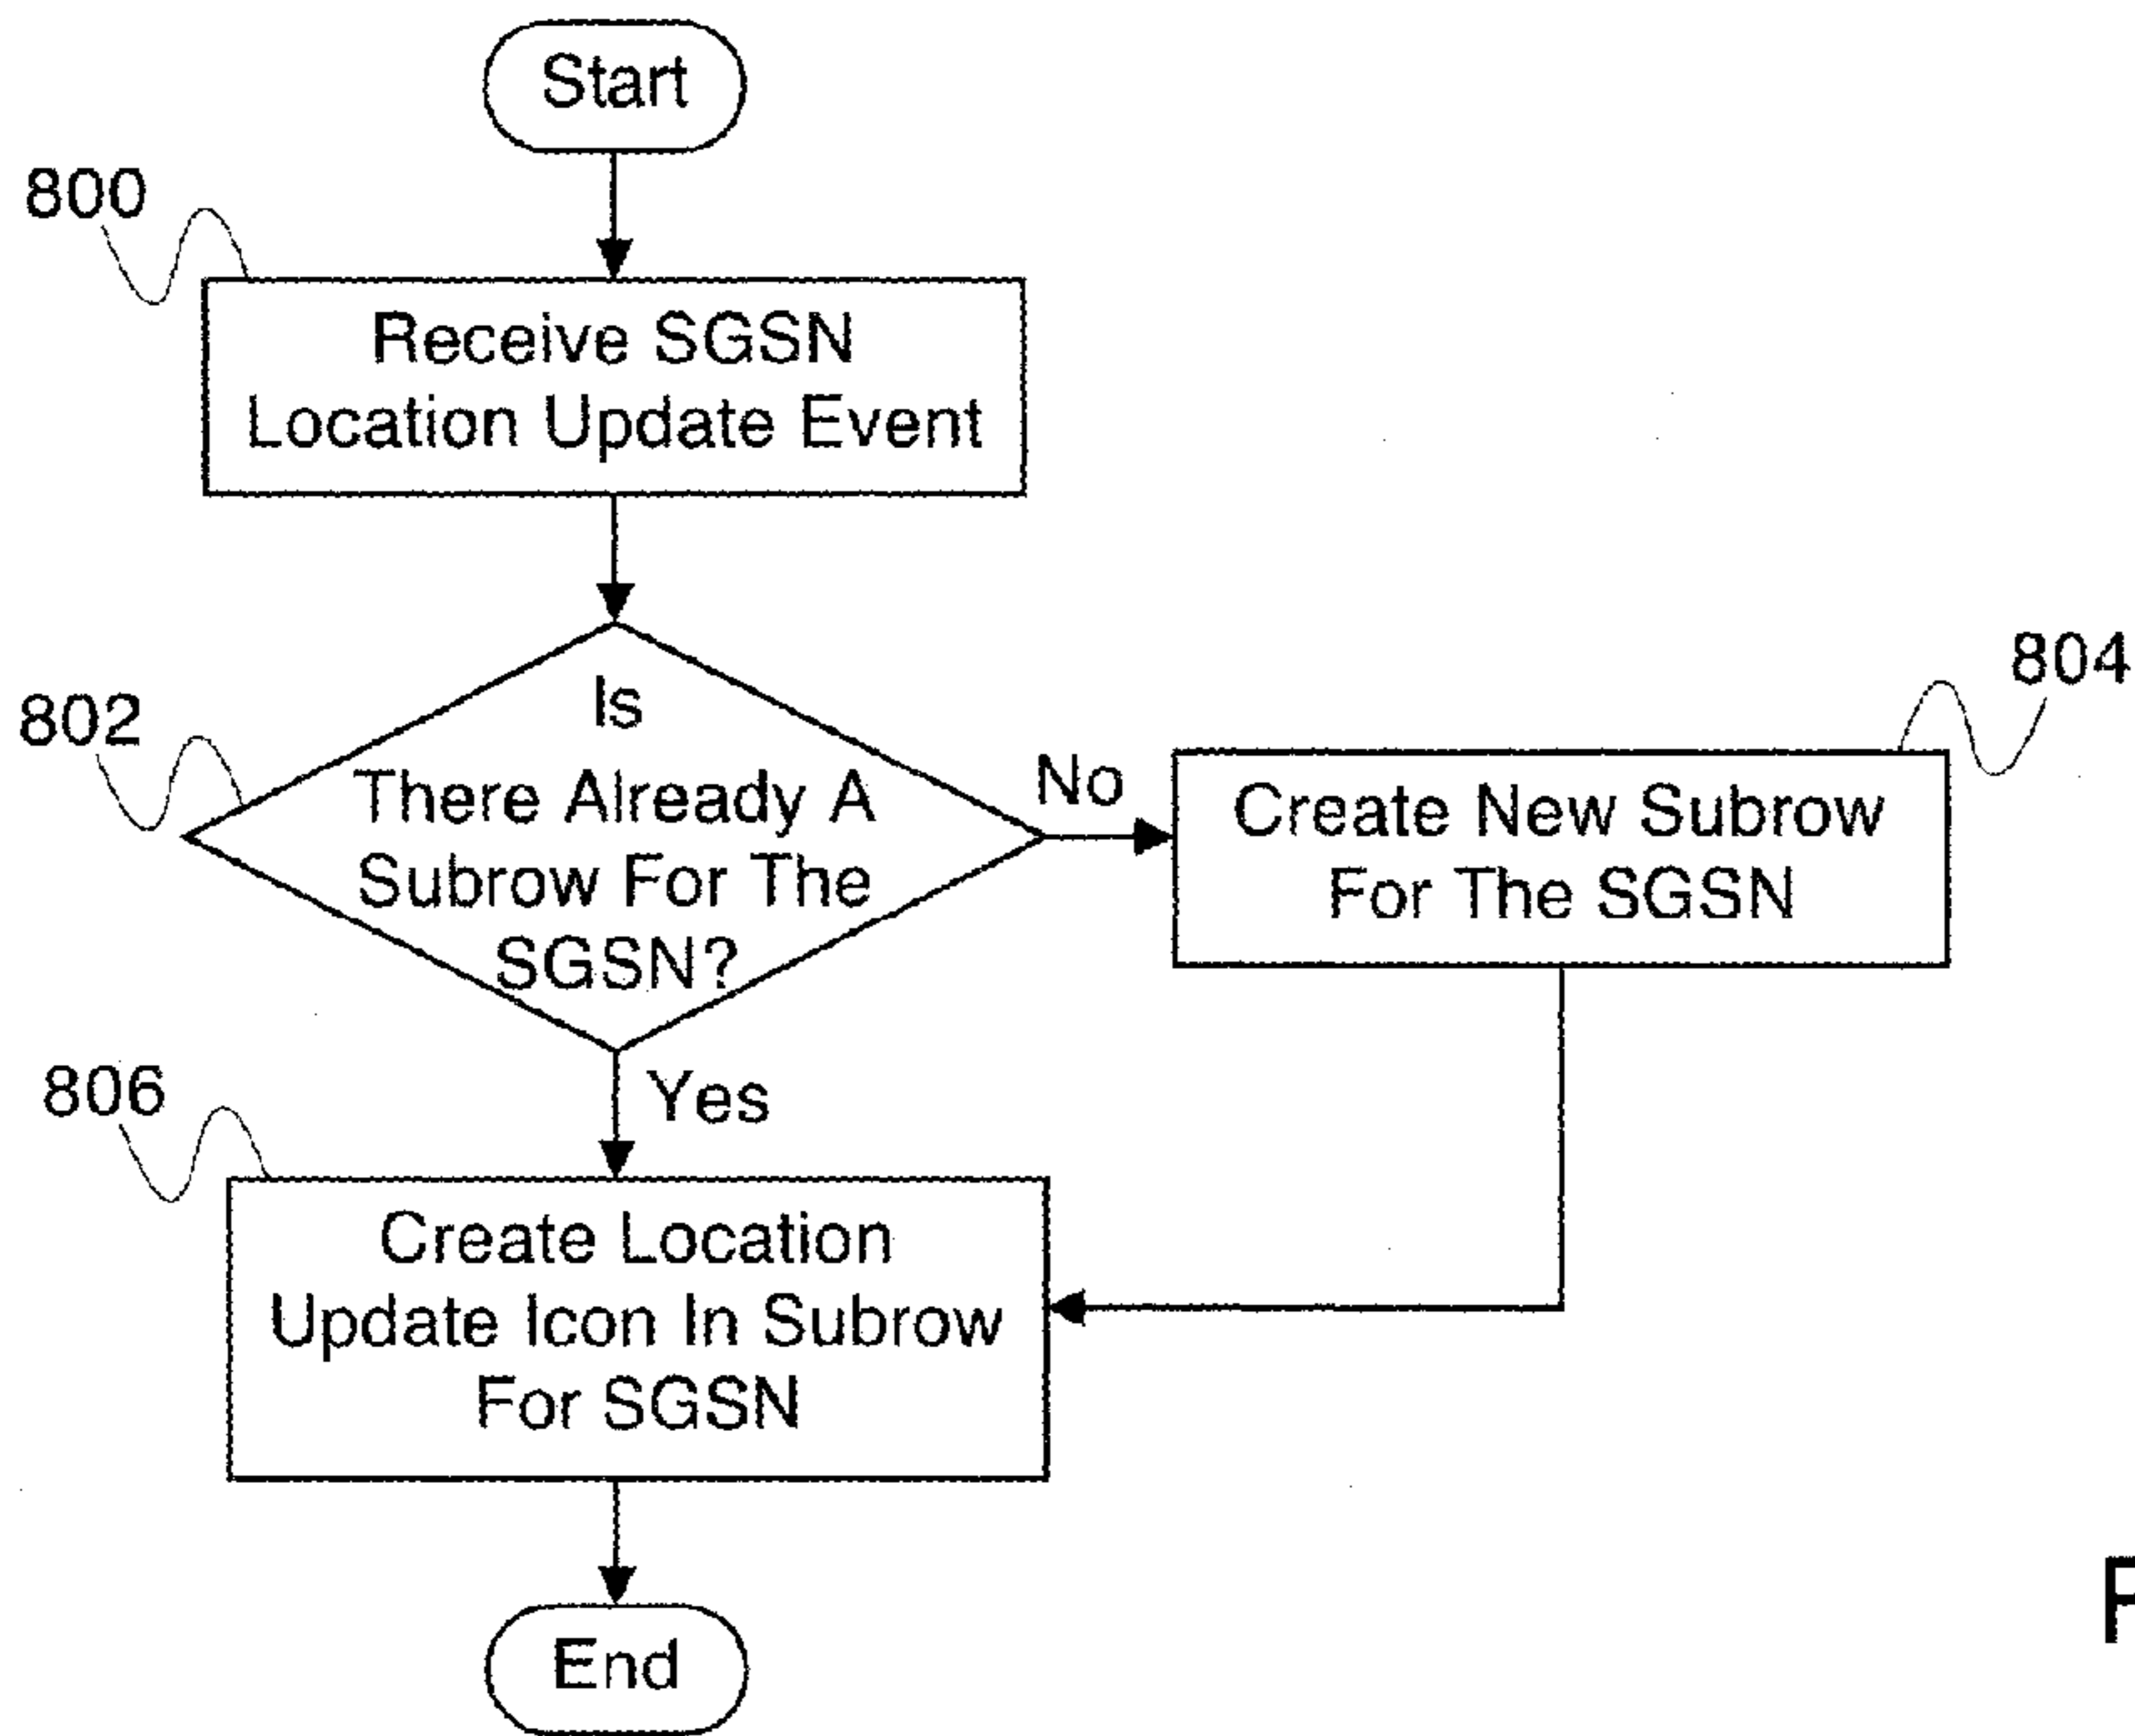 Start
800
Receive SGSN
Location Update Event
802
Is
There Already A
Subrow For The
SGSN?
No
804
Create New Subrow
For The SGSN
Yes
806
Create Location
Update Icon In Subrow
For SGSN
End